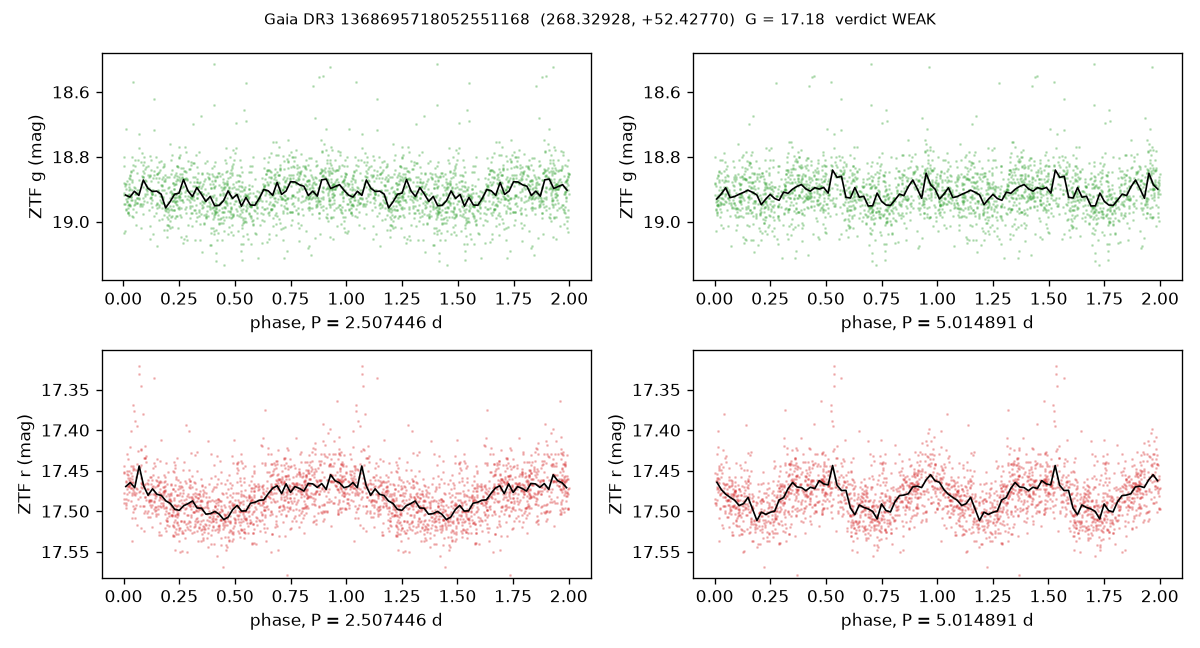 Gaia DR3 1368695718052551168 (268.32928, +52.42770) G = 17.18 verdict WEAK
ZTF g (mag)
18.6
18.8
19.0
0.00 0.25 0.50 0.75 1.00 1.25 1.50 1.75 2.00
phase, P = 2.507446 d
ZTF g (mag)
18.6
18.8
19.0
0.00 0.25 0.50 0.75 1.00 1.25 1.50 1.75 2.00
phase, P = 5.014891 d
ZTF r (mag)
17.35
17.40
17.45
17.50
17.55
0.00 0.25 0.50 0.75 1.00 1.25 1.50 1.75 2.00
phase, P = 2.507446 d
ZTF r (mag)
17.35
17.40
17.45
17.50
17.55
0.00 0.25 0.50 0.75 1.00 1.25 1.50 1.75 2.00
phase, P = 5.014891 d